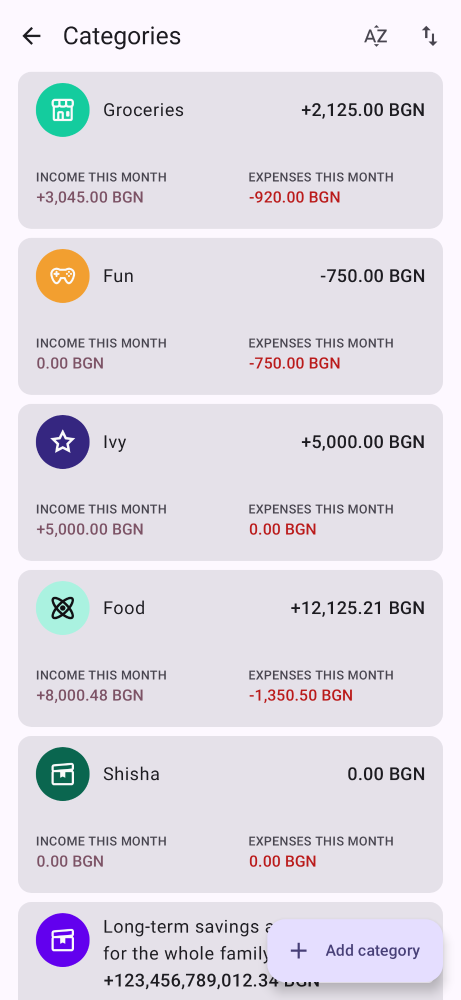 Categories
AZ
Groceries
+2,125.00 BGN
INCOME THIS MONTH
EXPENSES THIS MONTH
+3,045.00 BGN
-920.00 BGN
Fun
-750.00 BGN
INCOME THIS MONTH
EXPENSES THIS MONTH
0.00 BGN
-750.00 BGN
Ivy
+5,000.00 BGN
INCOME THIS MONTH
EXPENSES THIS MONTH
+5,000.00 BGN
0.00 BGN
Food
+12,125.21 BGN
INCOME THIS MONTH
EXPENSES THIS MONTH
+8,000.48 BGN
-1,350.50 BGN
Shisha
0.00 BGN
INCOME THIS MONTH
EXPENSES THIS MONTH
0.00 BGN
0.00 BGN
Long-term savings
for the whole family
+123,456,789,012.34 BGN
Add category